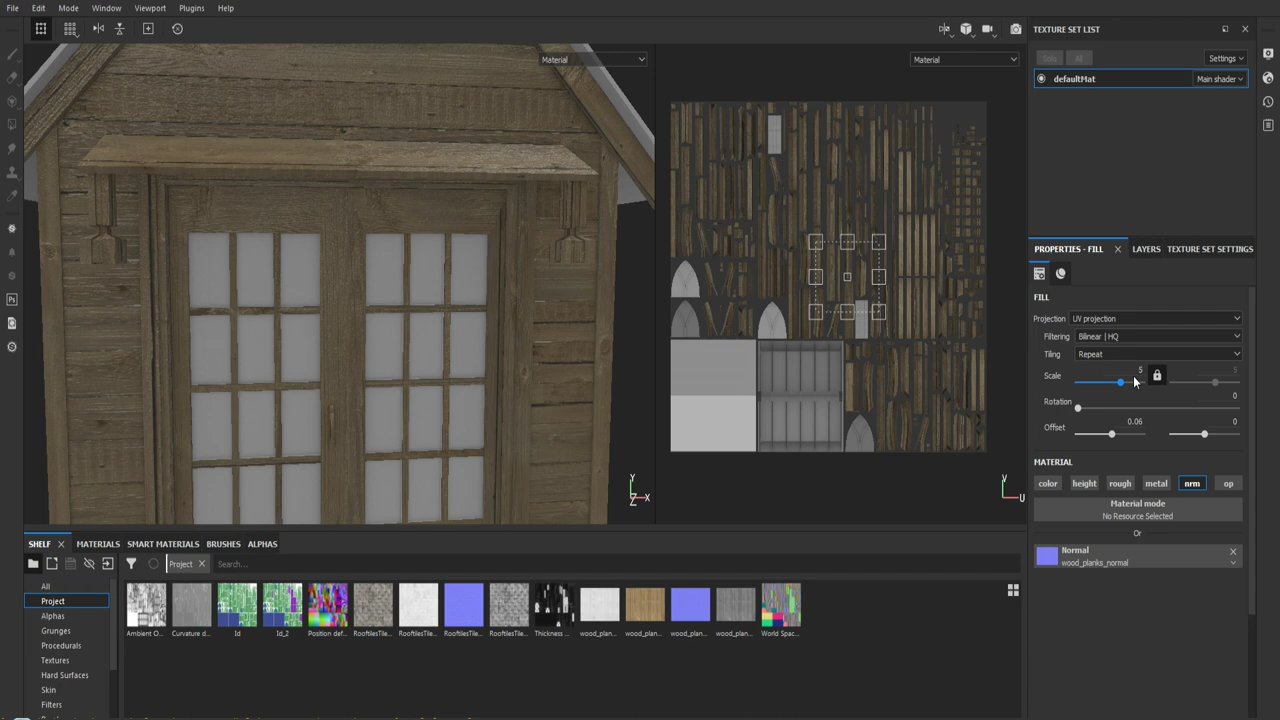 File Edit Mode Window Viewport Plugins Help
Material
Material
Y
X
Z
V
U
TEXTURE SET LIST
Solo All Settings
defaultMat Main shader
PROPERTIES - FILL LAYERS TEXTURE SET SETTINGS
FILL
Projection UV projection
Filtering Bilinear | HQ
Tiling Repeat
Scale 5 5
Rotation 0
Offset 0.06 0
MATERIAL
color height rough metal nrm op
Material mode
No Resource Selected
Or
Normal
wood_planks_normal
SHELF MATERIALS SMART MATERIALS BRUSHES ALPHAS
Ps
Project Search...
All
Project
Alphas
Grunges
Procedurals
Textures
Hard Surfaces
Skin
Filters
Ambient O... Curvature d... Id Id_2 Position def... RooftilesTile... RooftilesTile... RooftilesTile... RooftilesTile... Thickness ... wood_plan... wood_plan... wood_plan... wood_plan... World Spac...